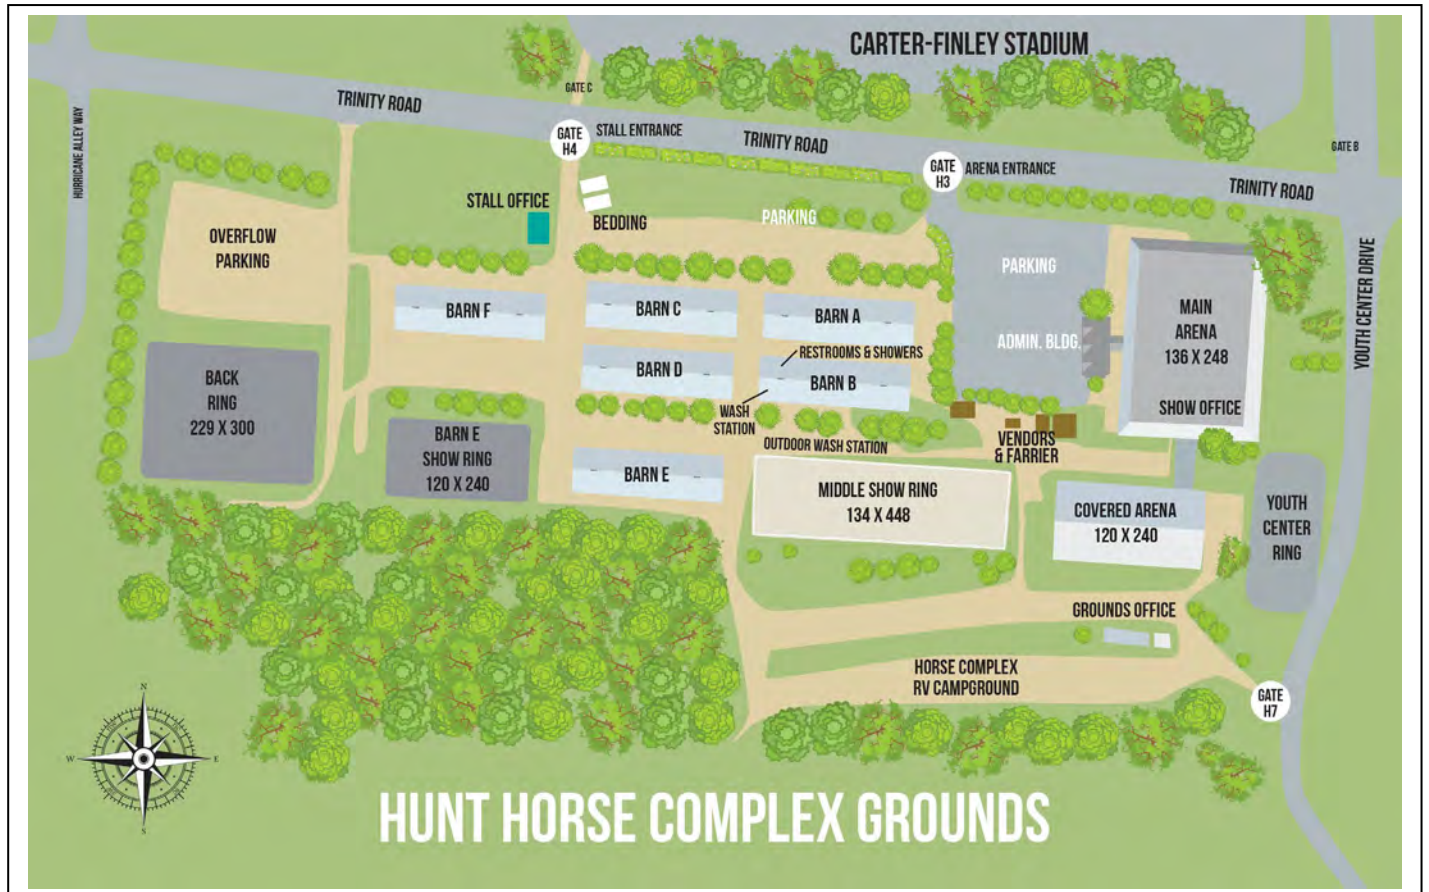 CARTER-FINLEY STADIUM
GATE C
TRINITY ROAD
HURRICANE ALLEY WAY
GATE
H4
STALL ENTRANCE
TRINITY ROAD
GATE B
GATE
H3
ARENA ENTRANCE
TRINITY ROAD
STALL OFFICE
BEDDING
PARKING
OVERFLOW
PARKING
PARKING
YOUTH CENTER DRIVE
BARN F
BARN C
BARN A
MAIN
ARENA
136 X 248
ADMIN. BLDG.
RESTROOMS & SHOWERS
BARN D
BARN B
BACK
RING
229 X 300
SHOW OFFICE
WASH
STATION
BARN E
SHOW RING
120 X 240
OUTDOOR WASH STATION
VENDORS
& FARRIER
BARN E
MIDDLE SHOW RING
134 X 448
COVERED ARENA
120 X 240
YOUTH
CENTER
RING
GROUNDS OFFICE
HORSE COMPLEX
RV CAMPGROUND
GATE
H7
N
W
E
S
HUNT HORSE COMPLEX GROUNDS